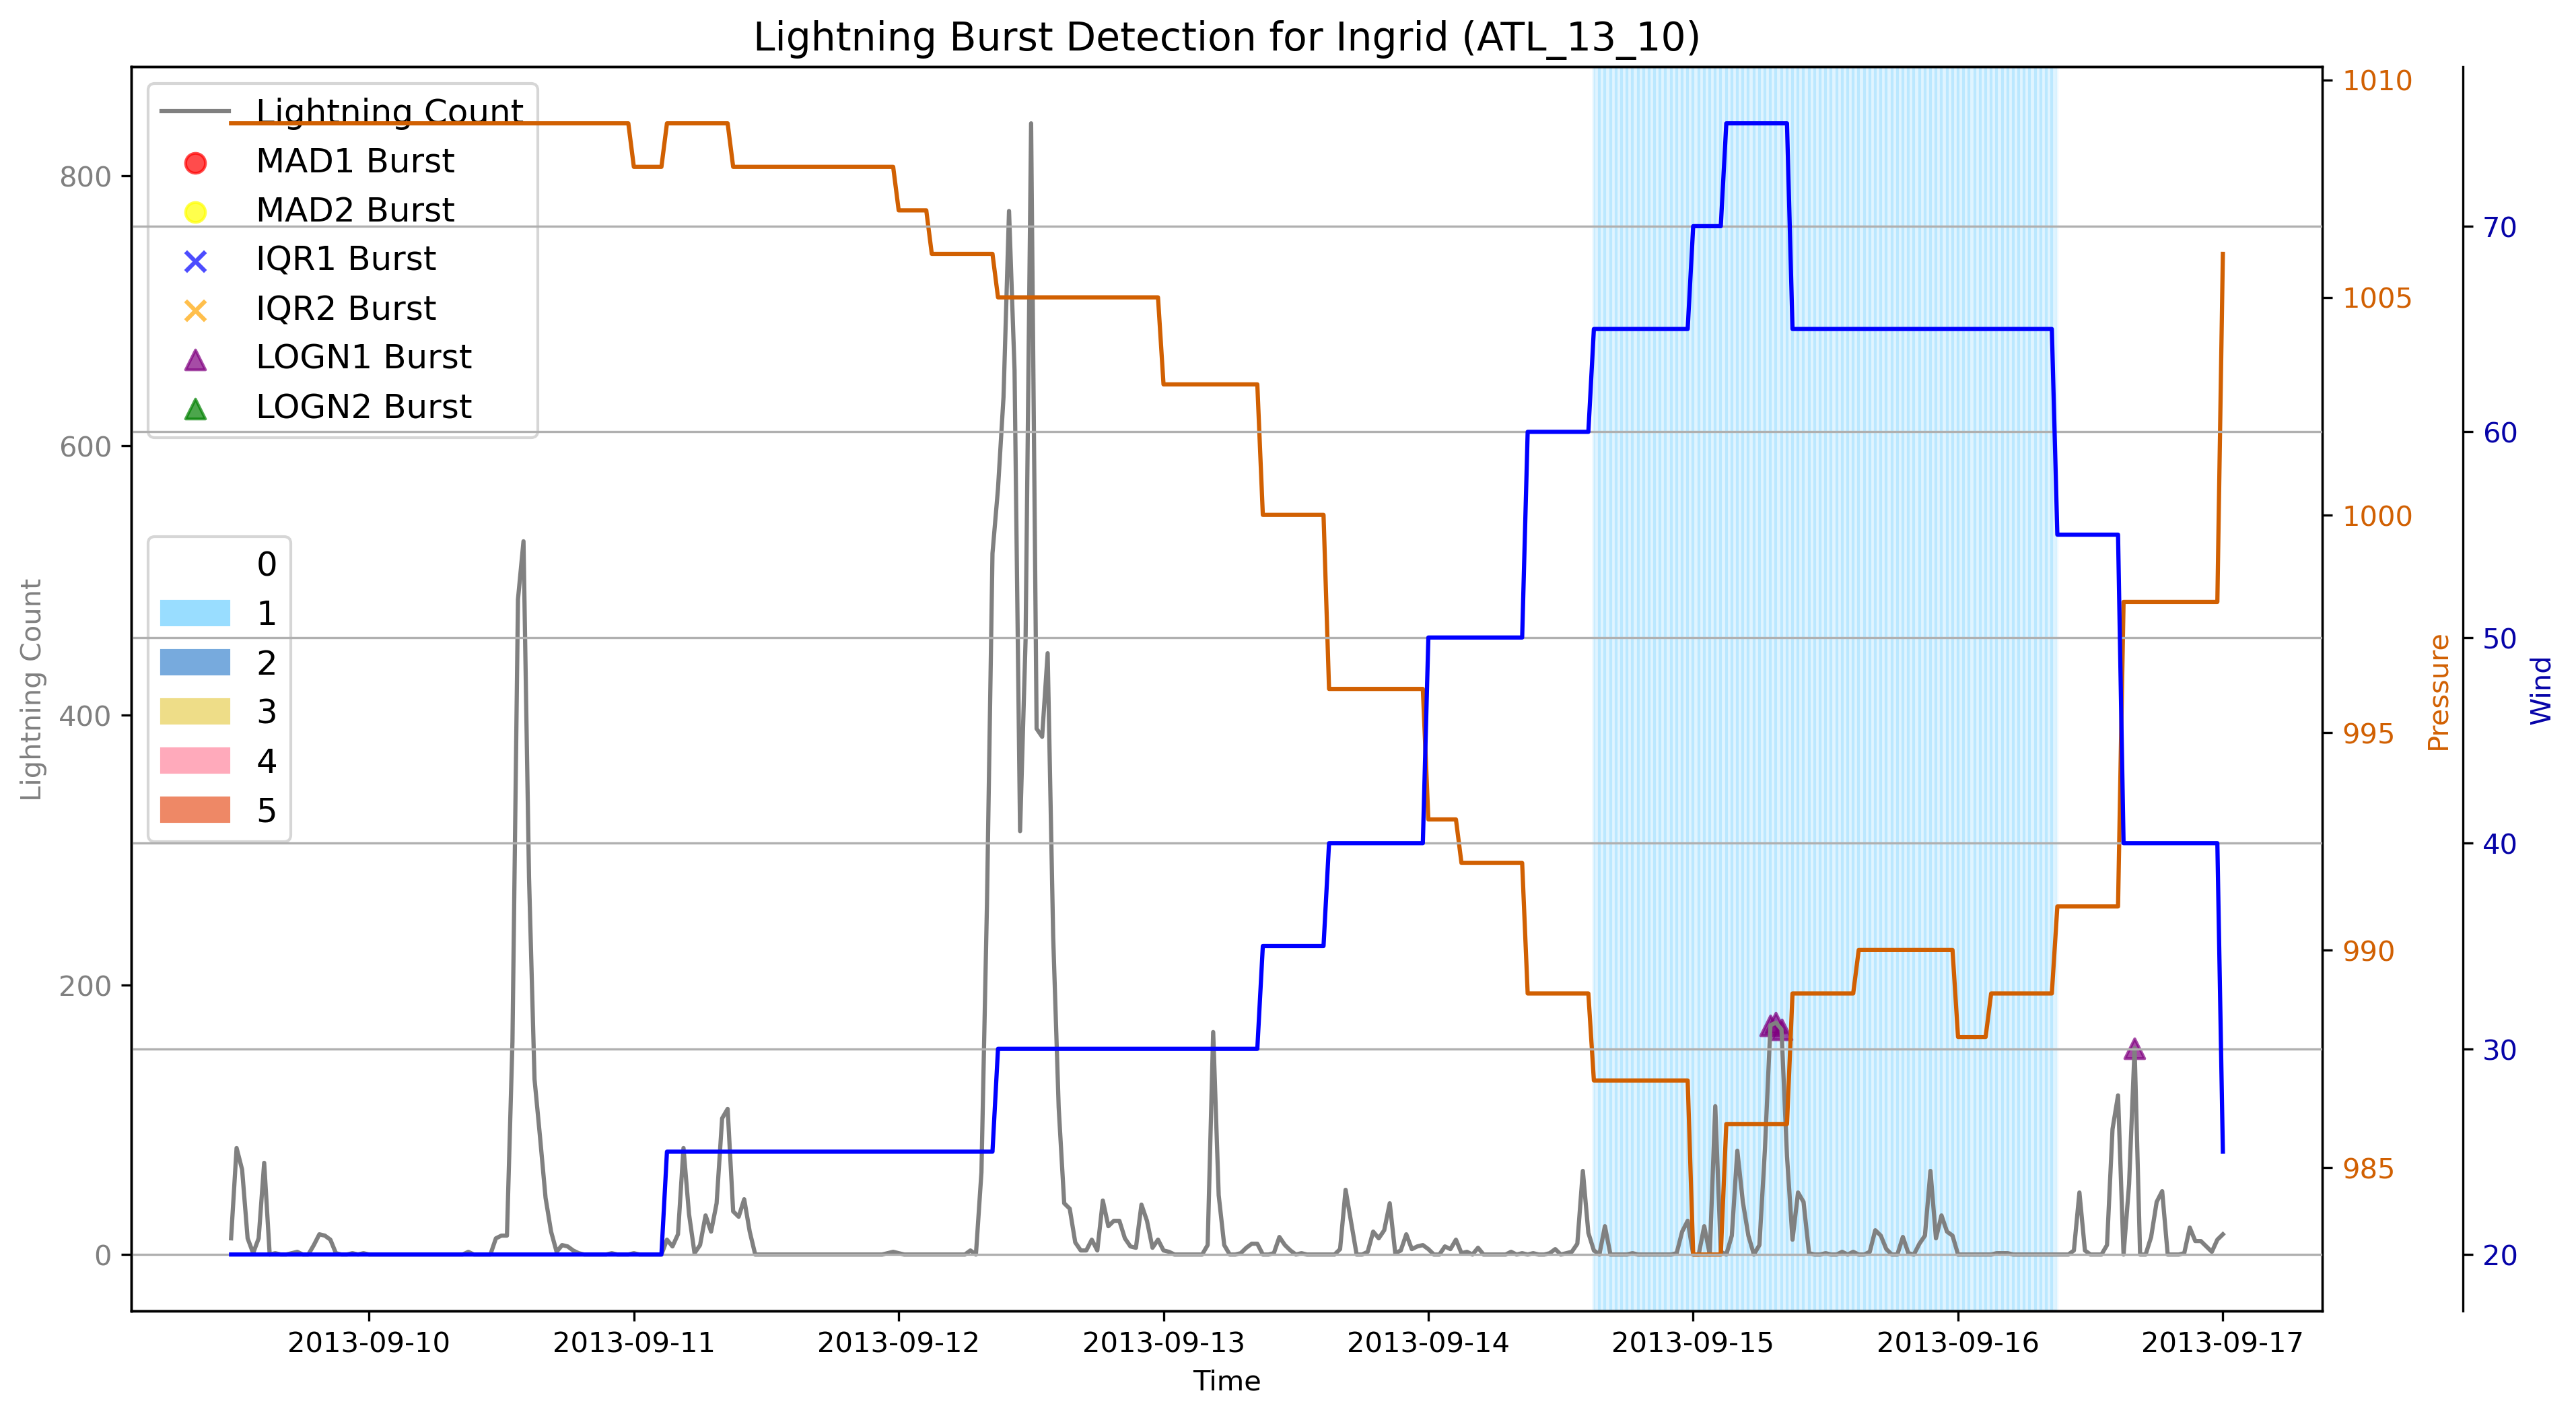 Lightning Burst Detection for Ingrid (ATL_13_10)
Lightning Count
MAD1 Burst
MAD2 Burst
IQR1 Burst
IQR2 Burst
LOGN1 Burst
LOGN2 Burst
0
1
2
3
4
5
800
600
400
200
0
Lightning Count
1010
1005
1000
995
990
985
Pressure
70
60
50
40
30
20
Wind
2013-09-10
2013-09-11
2013-09-12
2013-09-13
2013-09-14
2013-09-15
2013-09-16
2013-09-17
Time